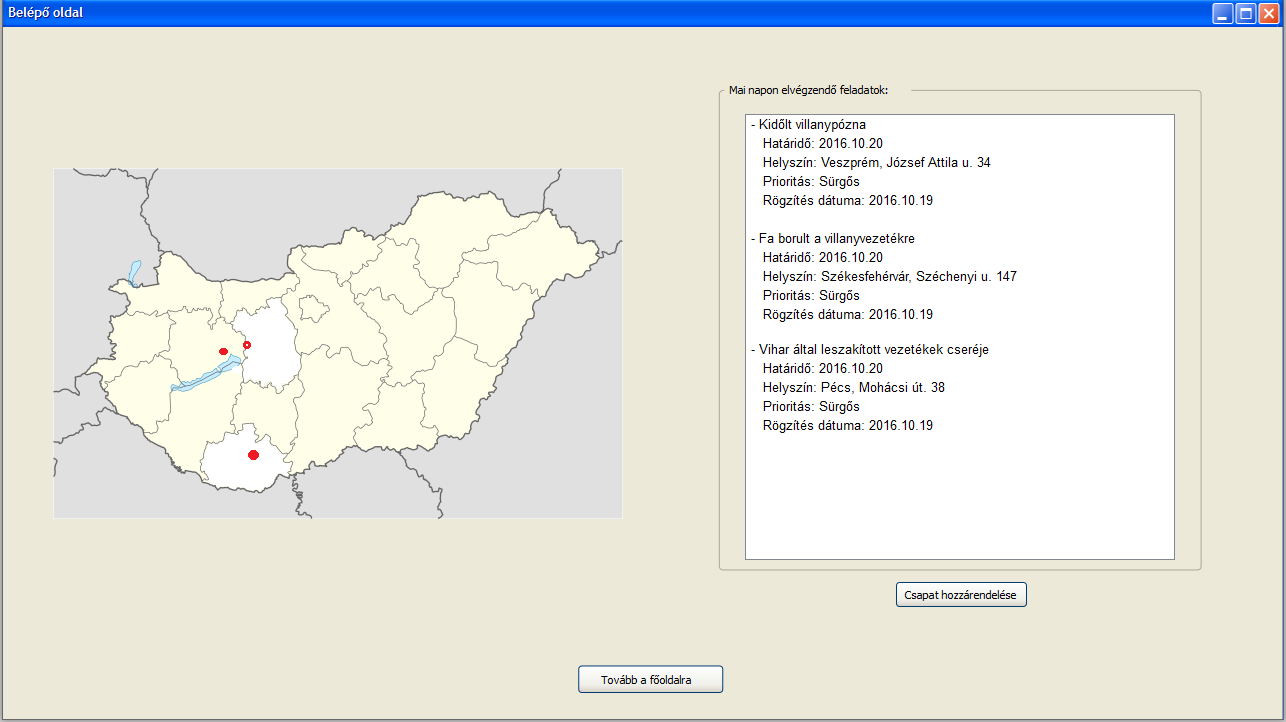 Belépő oldal
Mai napon elvégzendő feladatok:
- Kidőlt villanypózna
Határidő: 2016.10.20
Helyszín: Veszprém, József Attila u. 34
Prioritás: Sürgős
Rögzítés dátuma: 2016.10.19
- Fa borult a villanyvezetékre
Határidő: 2016.10.20
Helyszín: Székesfehérvár, Széchenyi u. 147
Prioritás: Sürgős
Rögzítés dátuma: 2016.10.19
- Vihar által leszakított vezetékek cseréje
Határidő: 2016.10.20
Helyszín: Pécs, Mohácsi út. 38
Prioritás: Sürgős
Rögzítés dátuma: 2016.10.19
Csapat hozzárendelése
Tovább a főoldalra